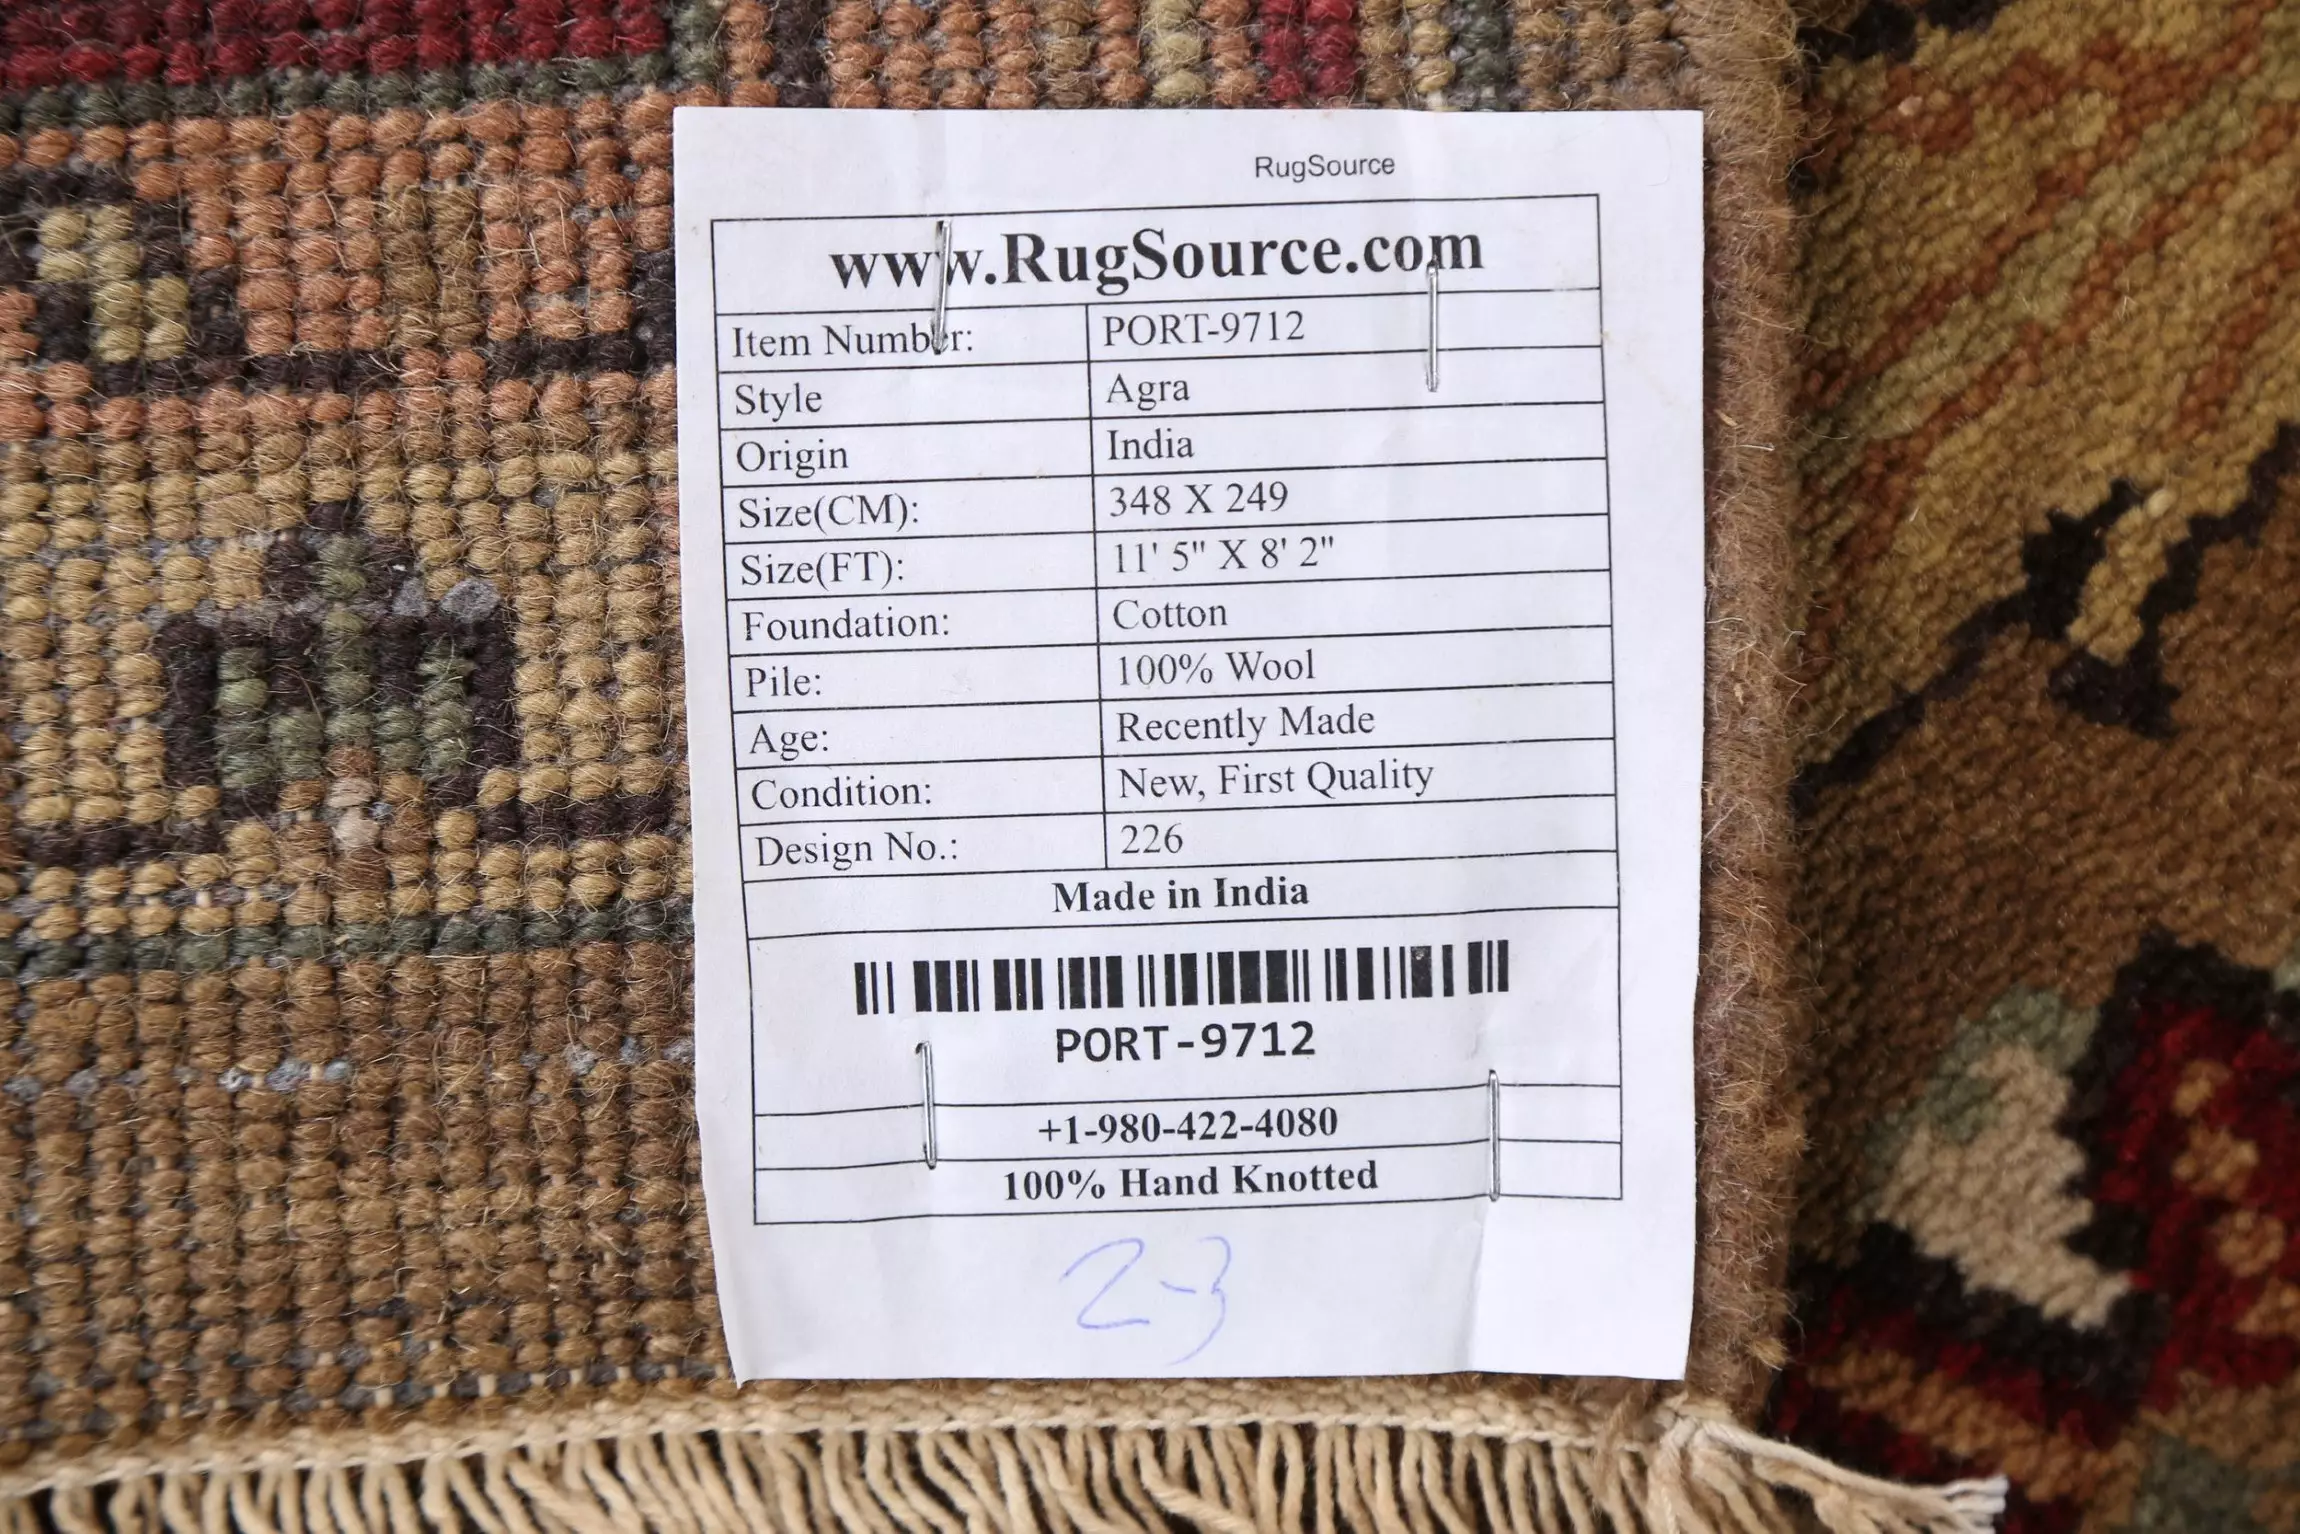 RugSource
www.RugSource.com
Item Number: PORT-9712
Style Agra
Origin India
Size(CM): 348 X 249
Size(FT): 11' 5" X 8' 2"
Foundation: Cotton
Pile: 100% Wool
Age: Recently Made
Condition: New, First Quality
Design No.: 226
Made in India
PORT-9712
+1-980-422-4080
100% Hand Knotted
2-3